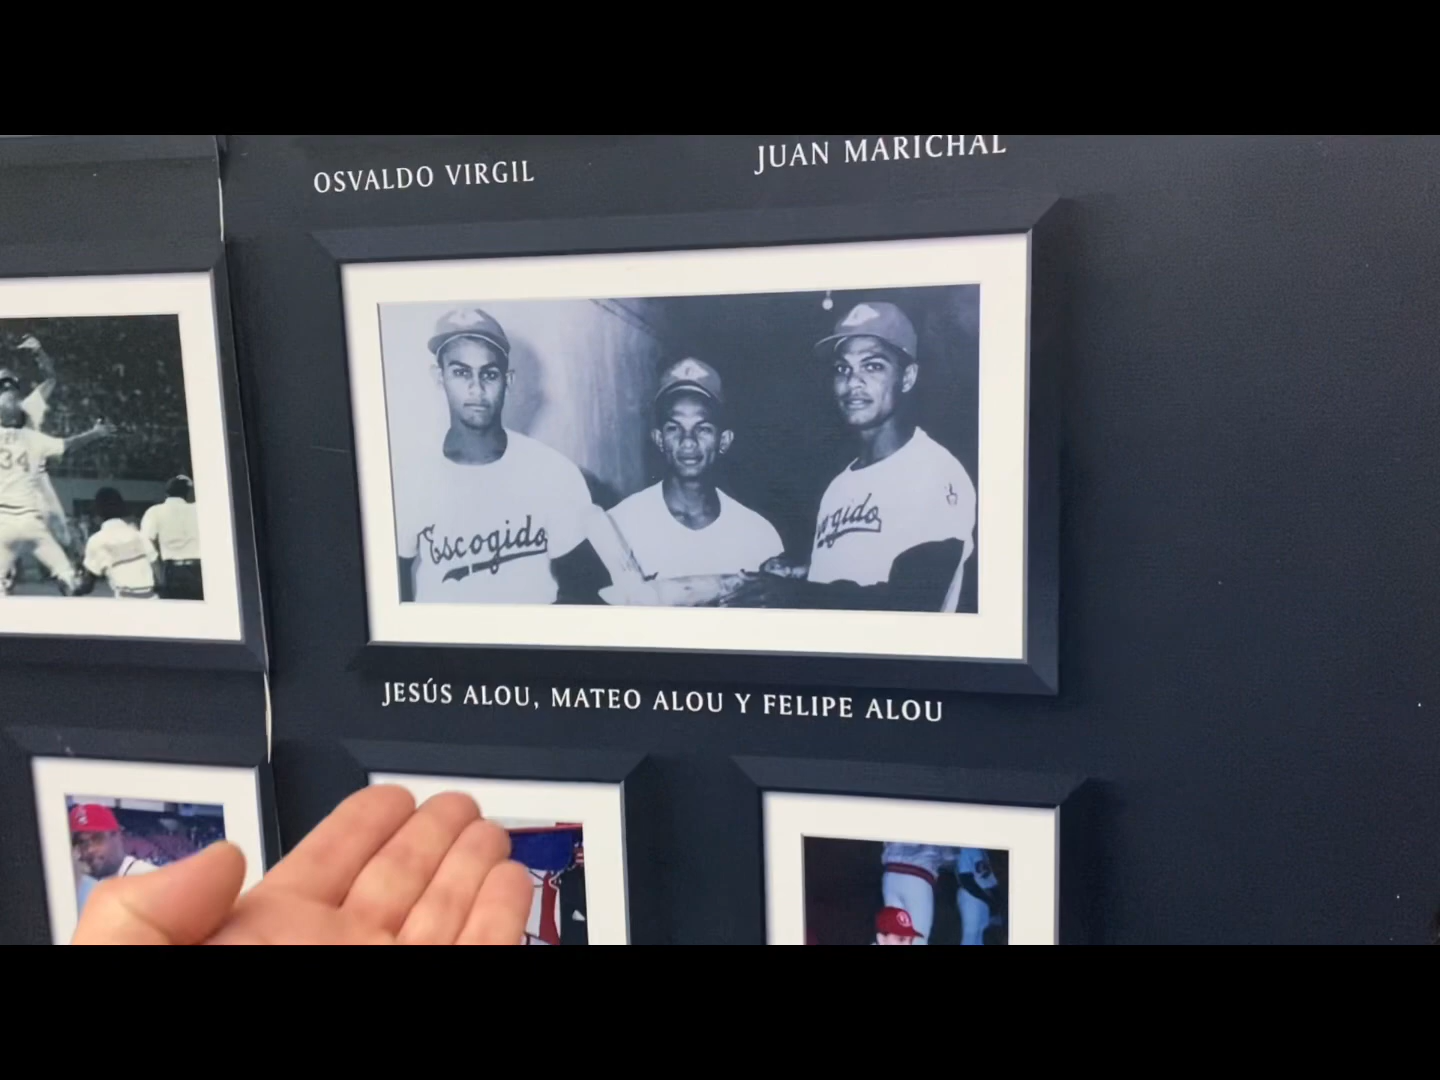 OSVALDO VIRGIL
JUAN MARICHAL
34
Escogido
gido
JESÚS ALOU, MATEO ALOU Y FELIPE ALOU